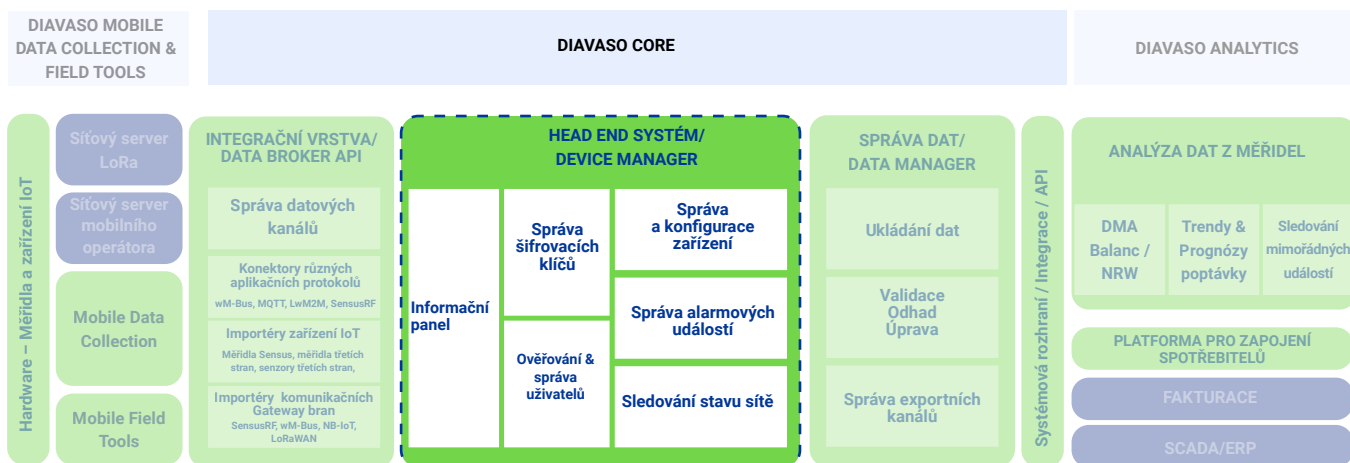 DIAVASO MOBILE
DATA COLLECTION &
FIELD TOOLS
DIAVASO CORE
DIAVASO ANALYTICS
Hardware – Měřidla a zařízení IoT
Síťový server
LoRa
Síťový server
mobilního
operátora
Mobile Data
Collection
Mobile Field
Tools
INTEGRAČNÍ VRSTVA/
DATA BROKER API
Správa datových
kanálů
Konektory různých
aplikačních protokolů
wM-Bus, MQTT, LwM2M, SensusRF
Importéry zařízení IoT
Měřidla Sensus, měřidla třetích
stran, senzory třetích stran,
Importéry komunikačních
Gateway bran
SensusRF, wM-Bus, NB-IoT,
LoRaWAN
HEAD END SYSTÉM/
DEVICE MANAGER
Informační
panel
Správa
šifrovacích
klíčů
Ověřování &
správa
uživatelů
Správa
a konfigurace
zařízení
Správa alarmových
událostí
Sledování stavu sítě
SPRÁVA DAT/
DATA MANAGER
Ukládání dat
Validace
Odhad
Úprava
Správa exportních
kanálů
Systémová rozhraní / Integrace / API
ANALÝZA DAT Z MĚŘIDEL
DMA
Balanc /
NRW
Trendy &
Prognózy
poptávky
Sledování
mimořádných
událostí
PLATFORMA PRO ZAPOJENÍ
SPOTŘEBITELŮ
FAKTURACE
SCADA/ERP